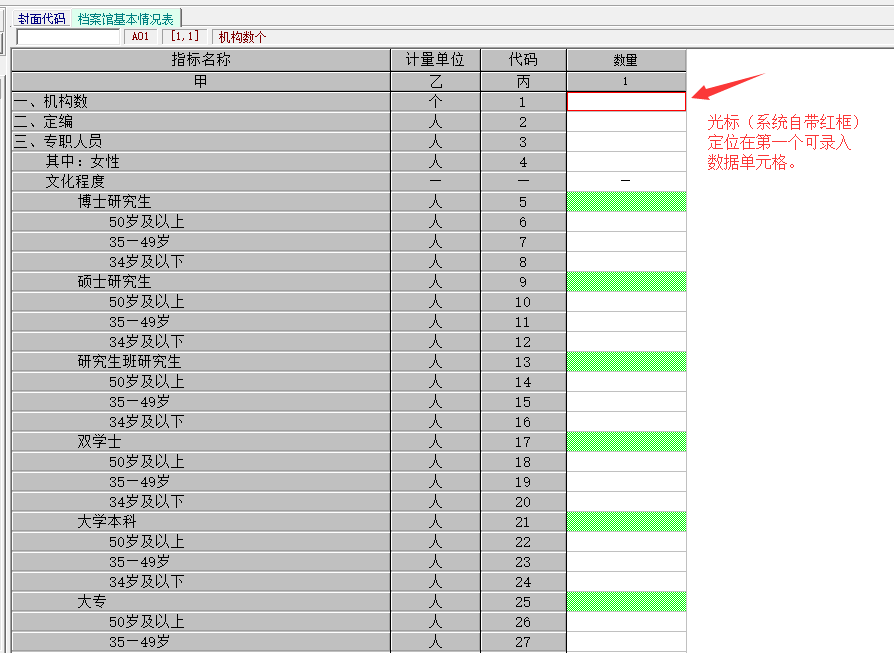 封面代码 档案馆基本情况表
A01 [1,1] 机构数个
指标名称 计量单位 代码 数量
甲 乙 丙 1
一、机构数 个 1
二、定编 人 2
三、专职人员 人 3
其中：女性 人 4
文化程度 — — —
博士研究生 人 5
50岁及以上 人 6
35—49岁 人 7
34岁及以下 人 8
硕士研究生 人 9
50岁及以上 人 10
35—49岁 人 11
34岁及以下 人 12
研究生班研究生 人 13
50岁及以上 人 14
35—49岁 人 15
34岁及以下 人 16
双学士 人 17
50岁及以上 人 18
35—49岁 人 19
34岁及以下 人 20
大学本科 人 21
50岁及以上 人 22
35—49岁 人 23
34岁及以下 人 24
大专 人 25
50岁及以上 人 26
35—49岁 人 27
光标（系统自带红框）
定位在第一个可录入
数据单元格。